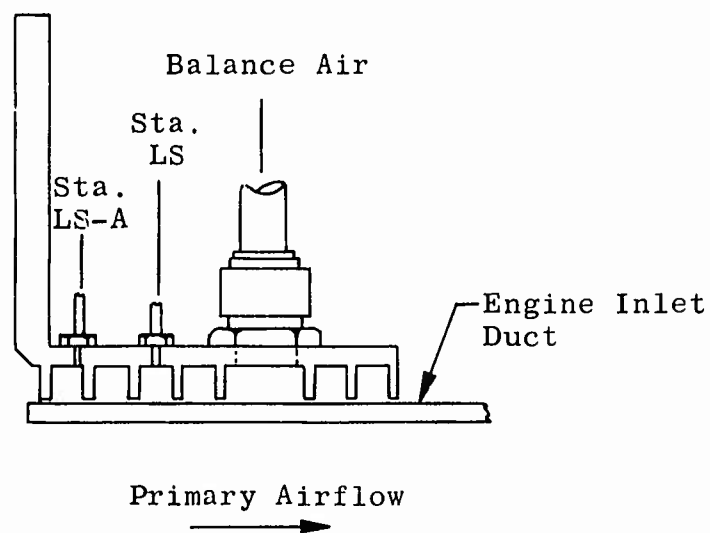 Balance Air
Sta.
LS
Sta.
LS-A
Engine Inlet
Duct
Primary Airflow